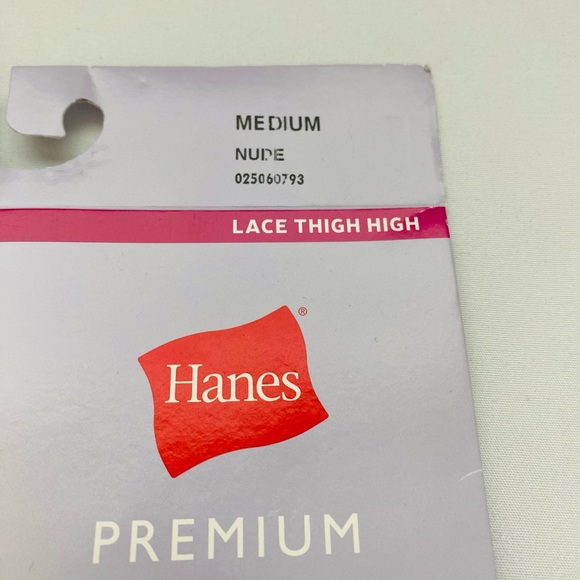 MEDIUM
NUDE
025060793
LACE THIGH HIGH
Hanes®
PREMIUM